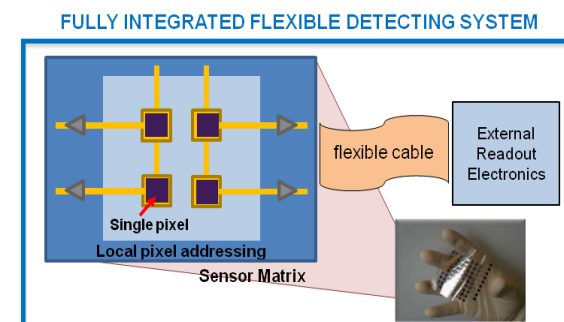 FULLY INTEGRATED FLEXIBLE DETECTING SYSTEM
flexible cable
External
Readout
Electronics
Single pixel
Local pixel addressing
Sensor Matrix